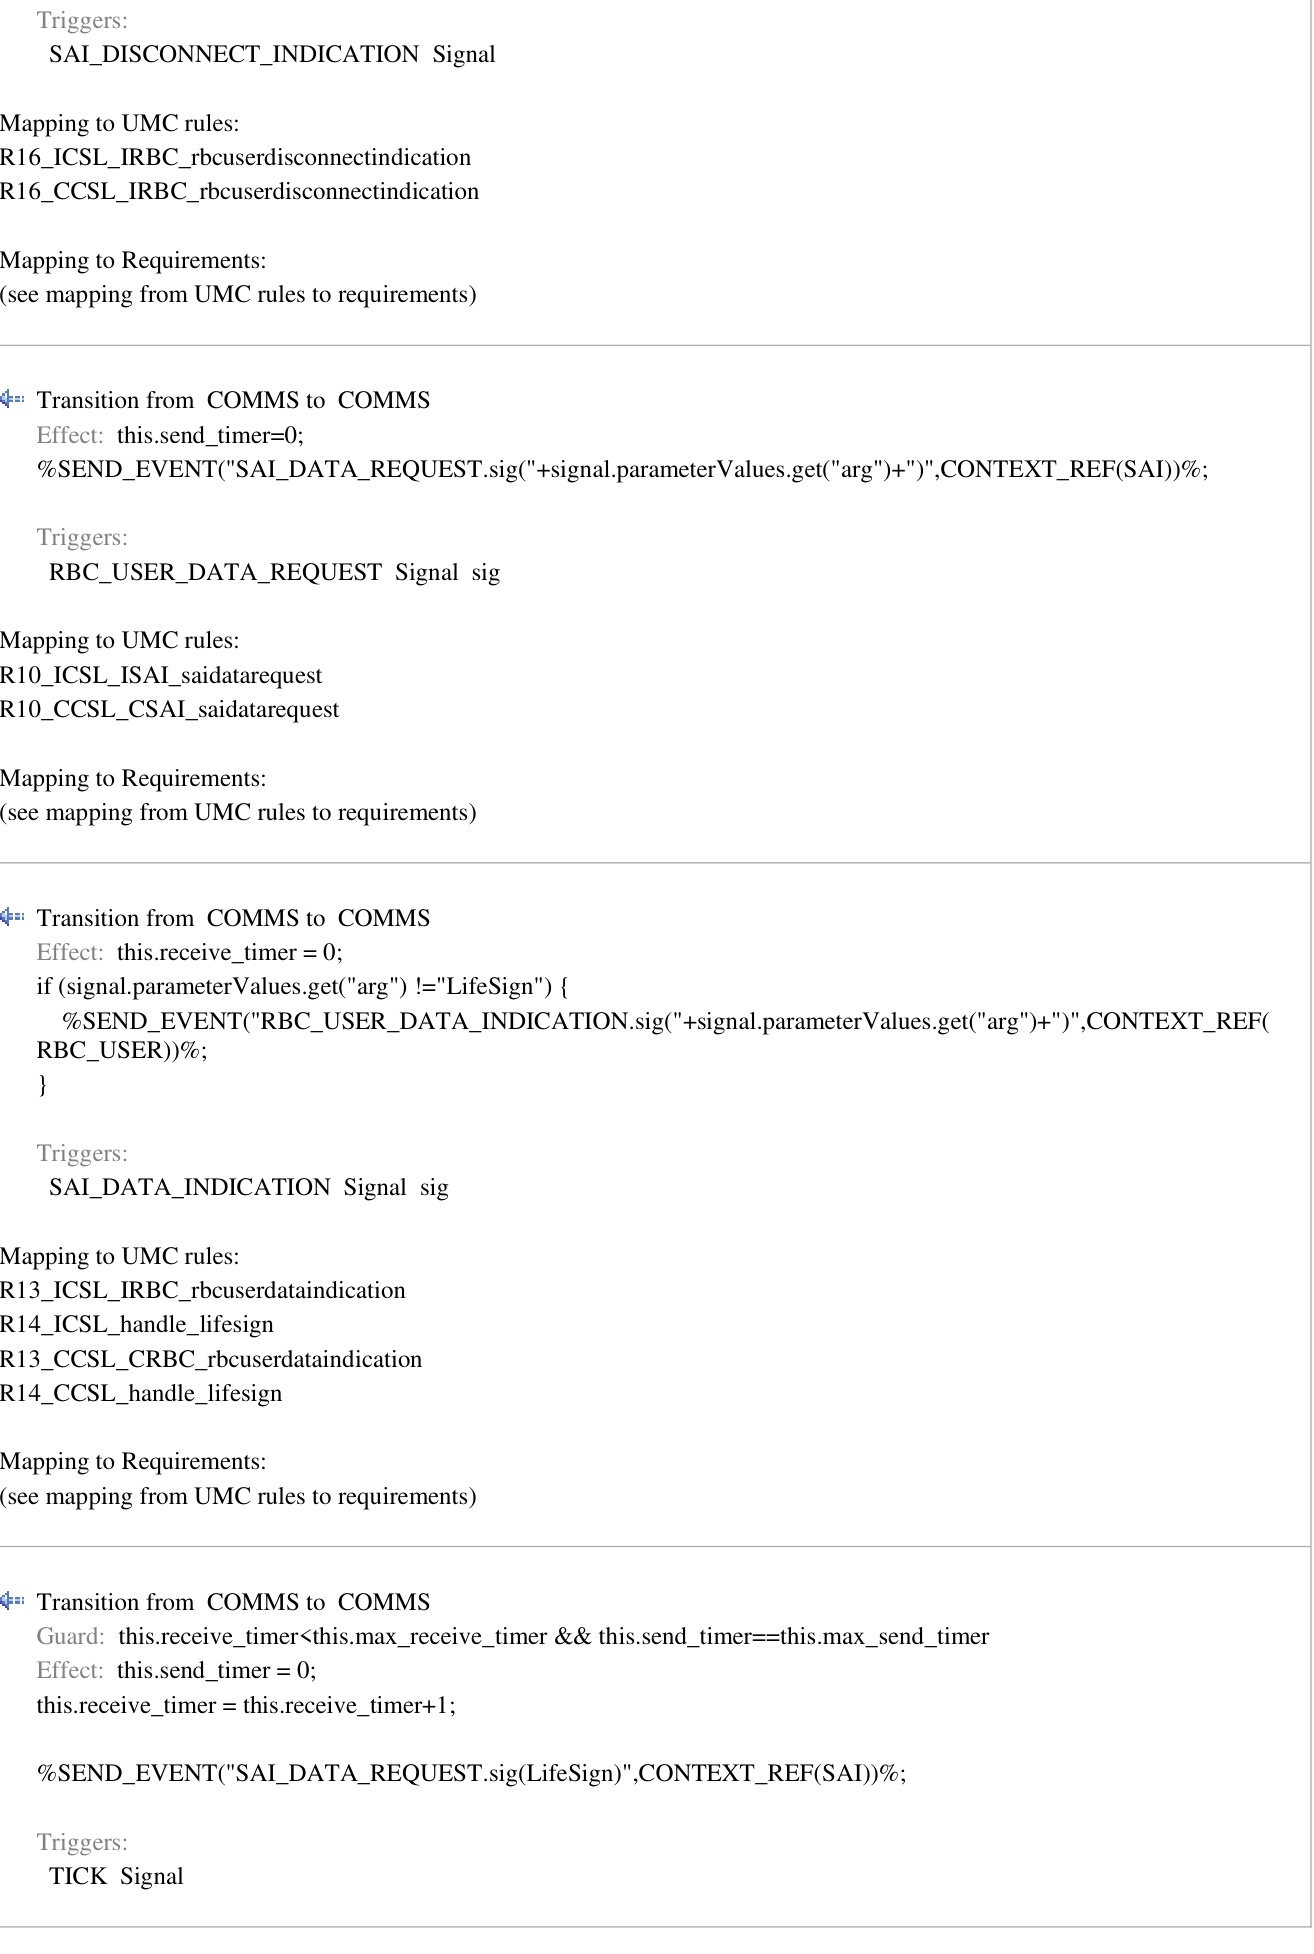 Triggers:
SAI_DISCONNECT_INDICATION Signal
Mapping to UMC rules:
R16_ICSL_IRBC_rbcuserdisconnectindication
R16_CCSL_IRBC_rbcuserdisconnectindication
Mapping to Requirements:
(see mapping from UMC rules to requirements)
Transition from COMMS to COMMS
Effect: this.send_timer=0;
%SEND_EVENT("SAI_DATA_REQUEST.sig("+signal.parameterValues.get("arg")+")",CONTEXT_REF(SAI))%;
Triggers:
RBC_USER_DATA_REQUEST Signal sig
Mapping to UMC rules:
R10_ICSL_ISAI_saidatarequest
R10_CCSL_CSAI_saidatarequest
Mapping to Requirements:
(see mapping from UMC rules to requirements)
Transition from COMMS to COMMS
Effect: this.receive_timer = 0;
if (signal.parameterValues.get("arg") !="LifeSign") {
%SEND_EVENT("RBC_USER_DATA_INDICATION.sig("+signal.parameterValues.get("arg")+")",CONTEXT_REF(
RBC_USER))%;
}
Triggers:
SAI_DATA_INDICATION Signal sig
Mapping to UMC rules:
R13_ICSL_IRBC_rbcuserdataindication
R14_ICSL_handle_lifesign
R13_CCSL_CRBC_rbcuserdataindication
R14_CCSL_handle_lifesign
Mapping to Requirements:
(see mapping from UMC rules to requirements)
Transition from COMMS to COMMS
Guard: this.receive_timer<this.max_receive_timer && this.send_timer==this.max_send_timer
Effect: this.send_timer = 0;
this.receive_timer = this.receive_timer+1;
%SEND_EVENT("SAI_DATA_REQUEST.sig(LifeSign)",CONTEXT_REF(SAI))%;
Triggers:
TICK Signal